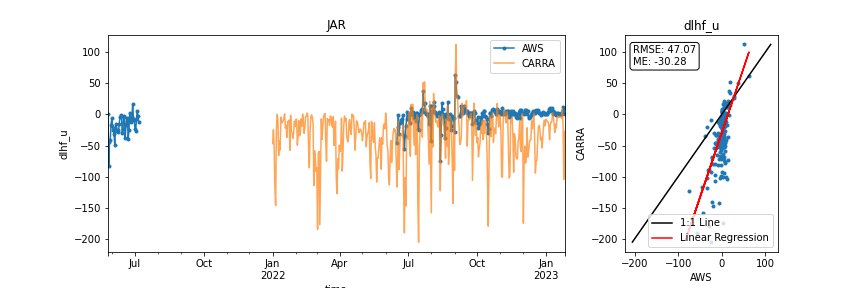 JAR
dlhf_u
AWS
CARRA
dlhf_u
100
50
0
−50
−100
−150
−200
Jul
Oct
Jan
2022
Apr
Jul
Oct
Jan
2023
dlhf_u
RMSE: 47.07
ME: -30.28
CARRA
100
50
0
−50
−100
−150
−200
1:1 Line
Linear Regression
−200
−100
0
100
AWS